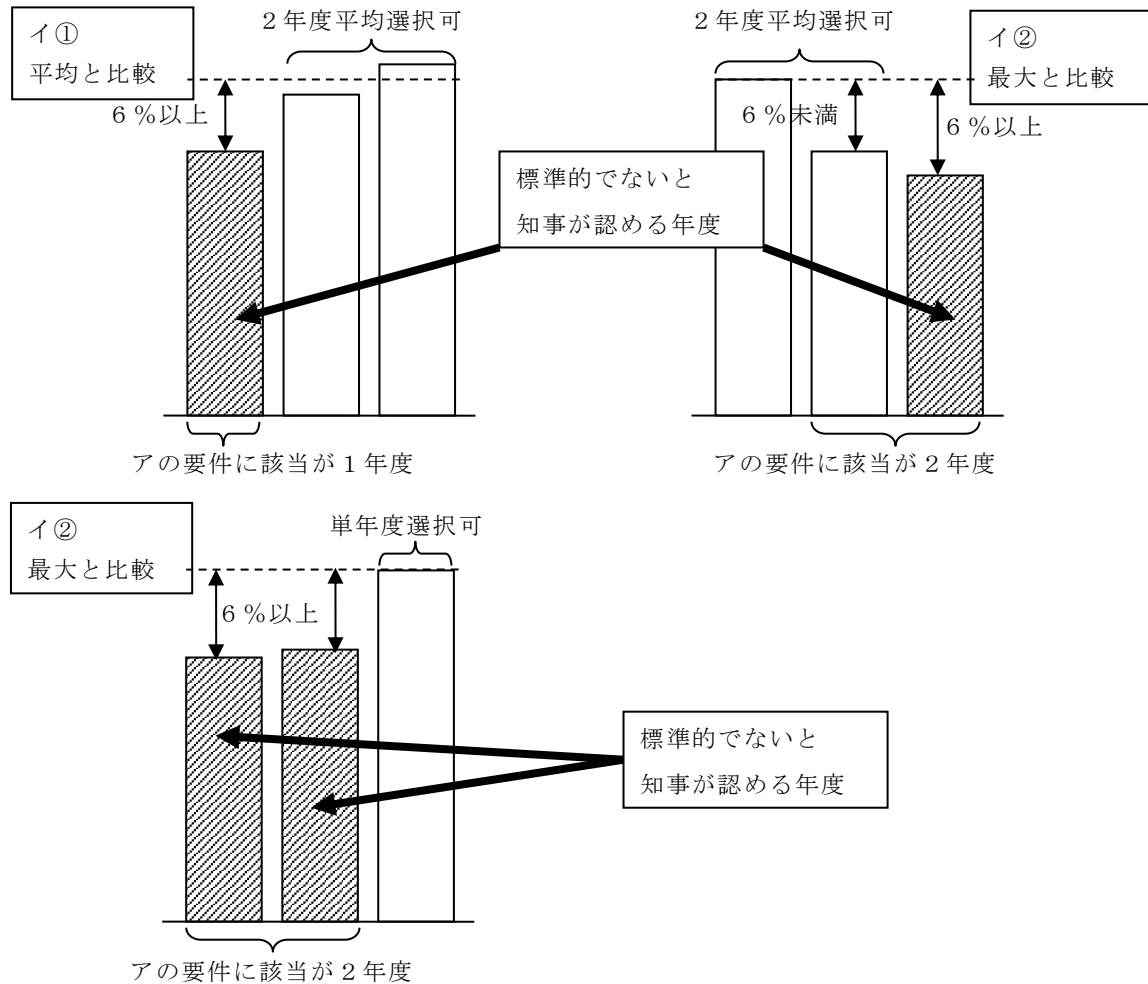 イ①
平均と比較
２年度平均選択可
６％以上
アの要件に該当が１年度
２年度平均選択可
イ②
最大と比較
６％未満
６％以上
標準的でないと
知事が認める年度
アの要件に該当が２年度
イ②
最大と比較
単年度選択可
６％以上
標準的でないと
知事が認める年度
アの要件に該当が２年度